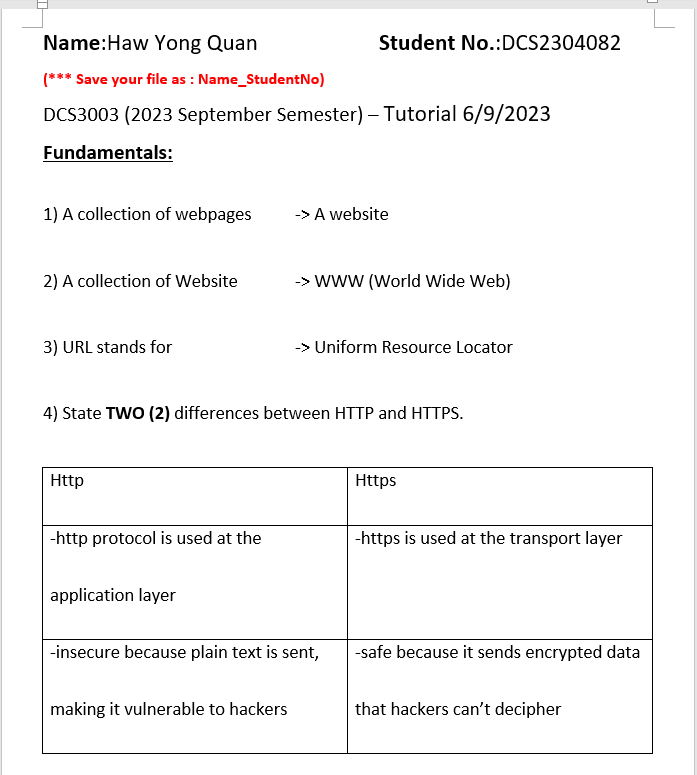 Name:Haw Yong Quan Student No.:DCS2304082
(*** Save your file as : Name_StudentNo)
DCS3003 (2023 September Semester) – Tutorial 6/9/2023
Fundamentals:
1) A collection of webpages -> A website
2) A collection of Website -> WWW (World Wide Web)
3) URL stands for -> Uniform Resource Locator
4) State TWO (2) differences between HTTP and HTTPS.
Http Https
-http protocol is used at the
application layer
-https is used at the transport layer
-insecure because plain text is sent,
making it vulnerable to hackers
-safe because it sends encrypted data
that hackers can’t decipher